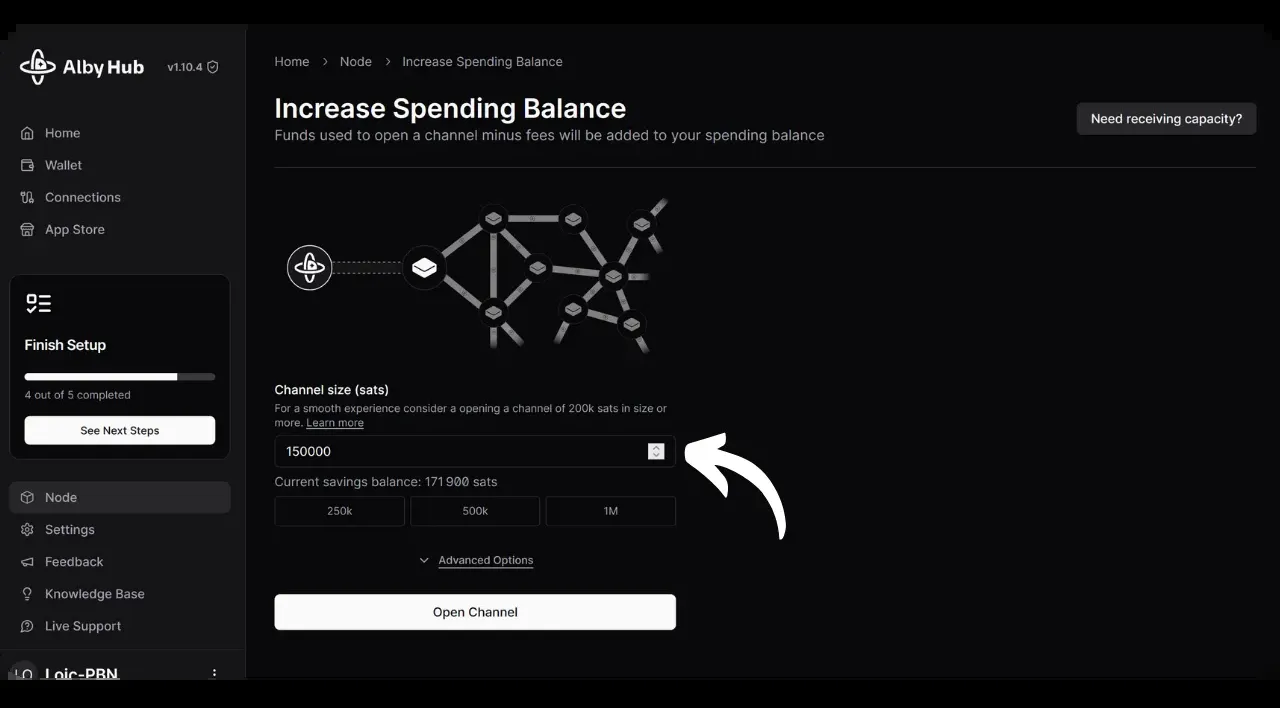 Alby Hub v1.10.4
Home
Wallet
Connections
App Store
Finish Setup
4 out of 5 completed
See Next Steps
Node
Settings
Feedback
Knowledge Base
Live Support
LO Loic-PBN
Home > Node > Increase Spending Balance
Increase Spending Balance
Funds used to open a channel minus fees will be added to your spending balance
Need receiving capacity?
Channel size (sats)
For a smooth experience consider a opening a channel of 200k sats in size or
more. Learn more
150000
Current savings balance: 171 900 sats
250k 500k 1M
Advanced Options
Open Channel